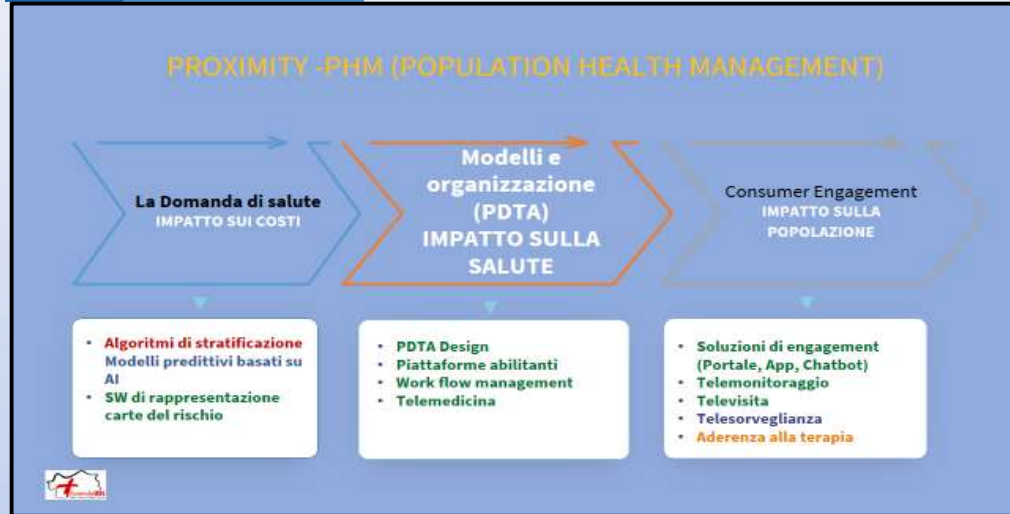 PROXIMITY -PHM (POPULATION HEALTH MANAGEMENT)
La Domanda di salute
IMPATTO SUI COSTI
Modelli e
organizzazione
(PDTA)
IMPATTO SULLA
SALUTE
Consumer Engagement
IMPATTO SULLA
POPOLAZIONE
• Algoritmi di stratificazione
Modelli predittivi basati su
AI
• SW di rappresentazione
carte del rischio
• PDTA Design
• Piattaforme abilitanti
• Work flow management
• Telemedicina
• Soluzioni di engagement
(Portale, App, Chatbot)
• Telemonitoraggio
• Televisita
• Telesorveglianza
• Aderenza alla terapia